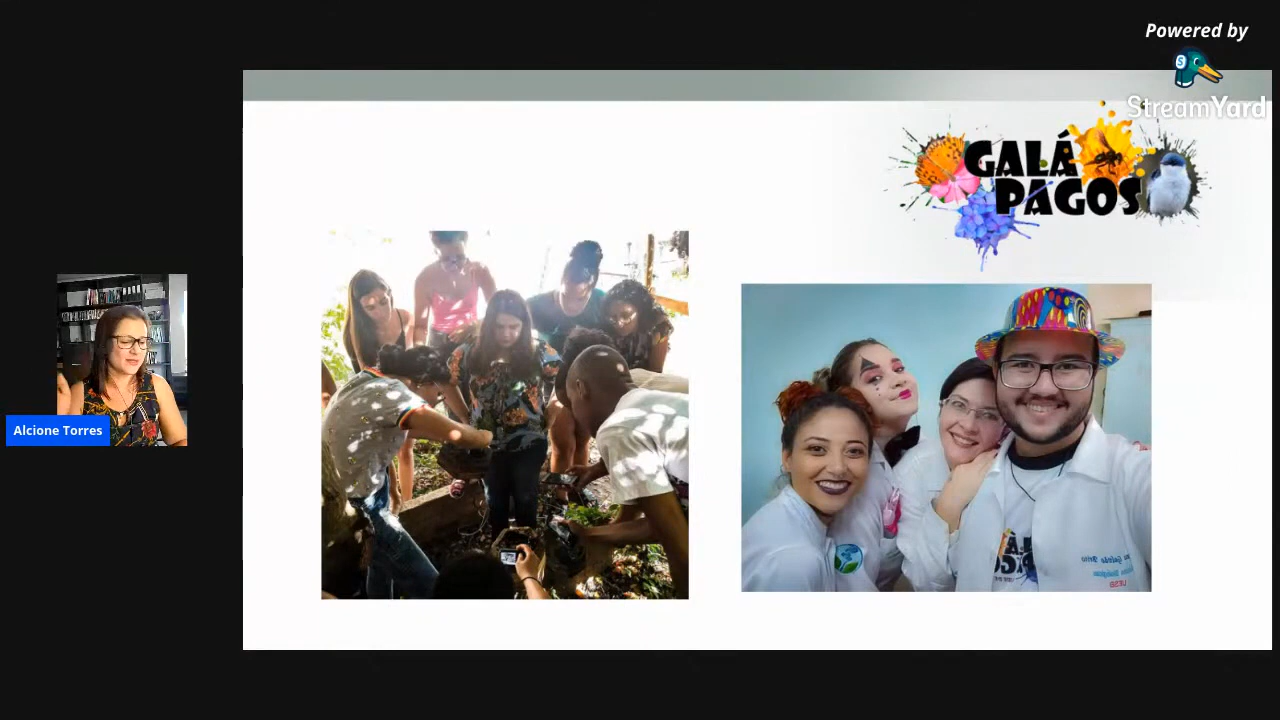 Powered by
StreamYard
GALÁ
PAGOS
Alcione Torres